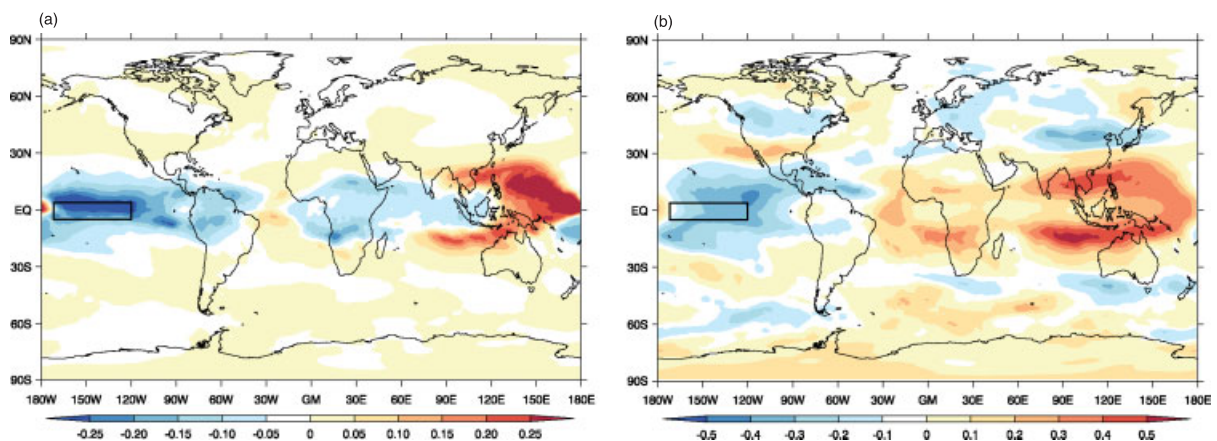 (a)
90N
60N
30N
EQ
30S
60S
90S
180W 150W 120W 90W 60W 30W GM 30E 60E 90E 120E 150E 180E
-0.25 -0.20 -0.15 -0.10 -0.05 0 0.05 0.10 0.15 0.20 0.25
(b)
90N
60N
30N
EQ
30S
60S
90S
180W 150W 120W 90W 60W 30W GM 30E 60E 90E 120E 150E 180E
-0.5 -0.4 -0.3 -0.2 -0.1 0 0.1 0.2 0.3 0.4 0.5